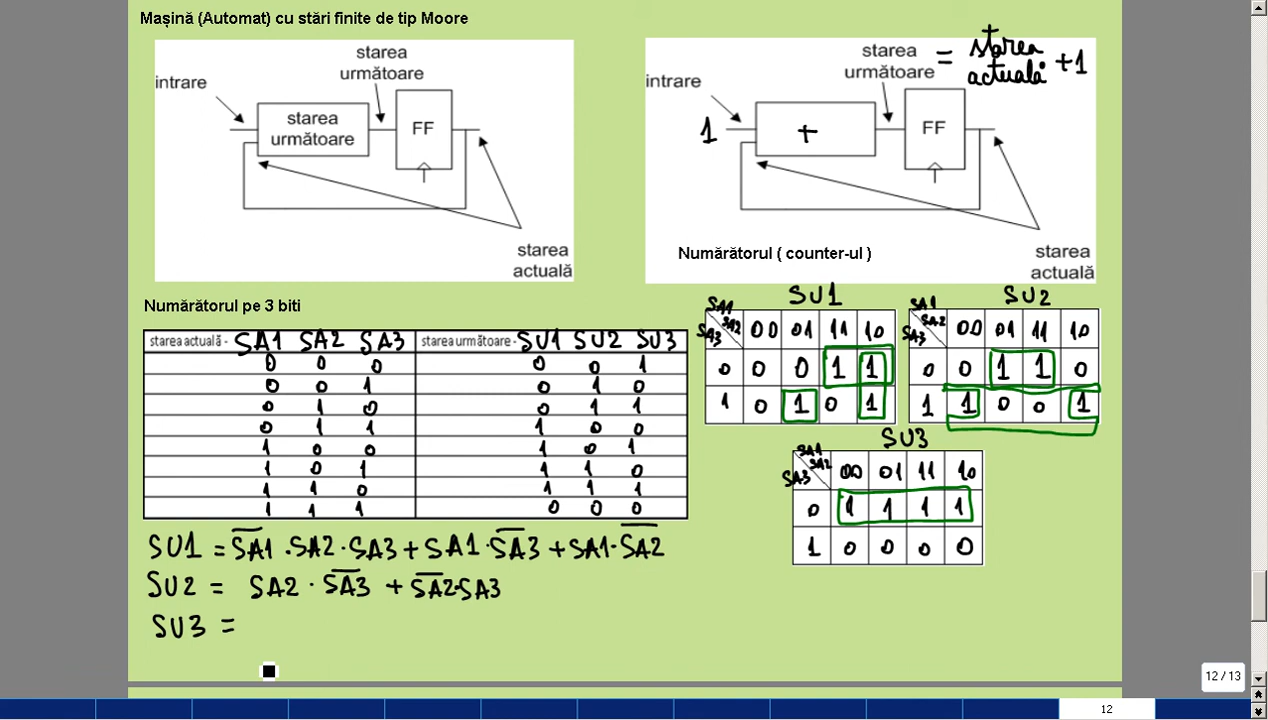 Mașină (Automat) cu stări finite de tip Moore
intrare
starea
următoare
starea
următoare
FF
starea
actuală
intrare
1
+
starea
următoare
= starea
actuală +1
FF
Numărătorul ( counter-ul )
starea
actuală
Numărătorul pe 3 biti
starea actuală - SA1 SA2 SA3 starea următoare - SU1 SU2 SU3
0 0 0 0 0 1
0 0 1 0 1 0
0 1 0 0 1 1
0 1 1 1 0 0
1 0 0 1 0 1
1 0 1 1 1 0
1 1 0 1 1 1
1 1 1 0 0 0
SU1
SA1
SA2
SA3
00 01 11 10
0 0 0 1 1
1 0 1 0 1
SU2
SA1
SA2
SA3
00 01 11 10
0 0 1 1 0
1 1 0 0 1
SU3
SA1
SA2
SA3
00 01 11 10
0 1 1 1 1
1 0 0 0 0
SU1 = S̅A̅1 · SA2 · SA3 + SA1 · S̅A̅3 + SA1 · S̅A̅2
SU2 = SA2 · S̅A̅3 + S̅A̅2 · SA3
SU3 =
12 / 13
12